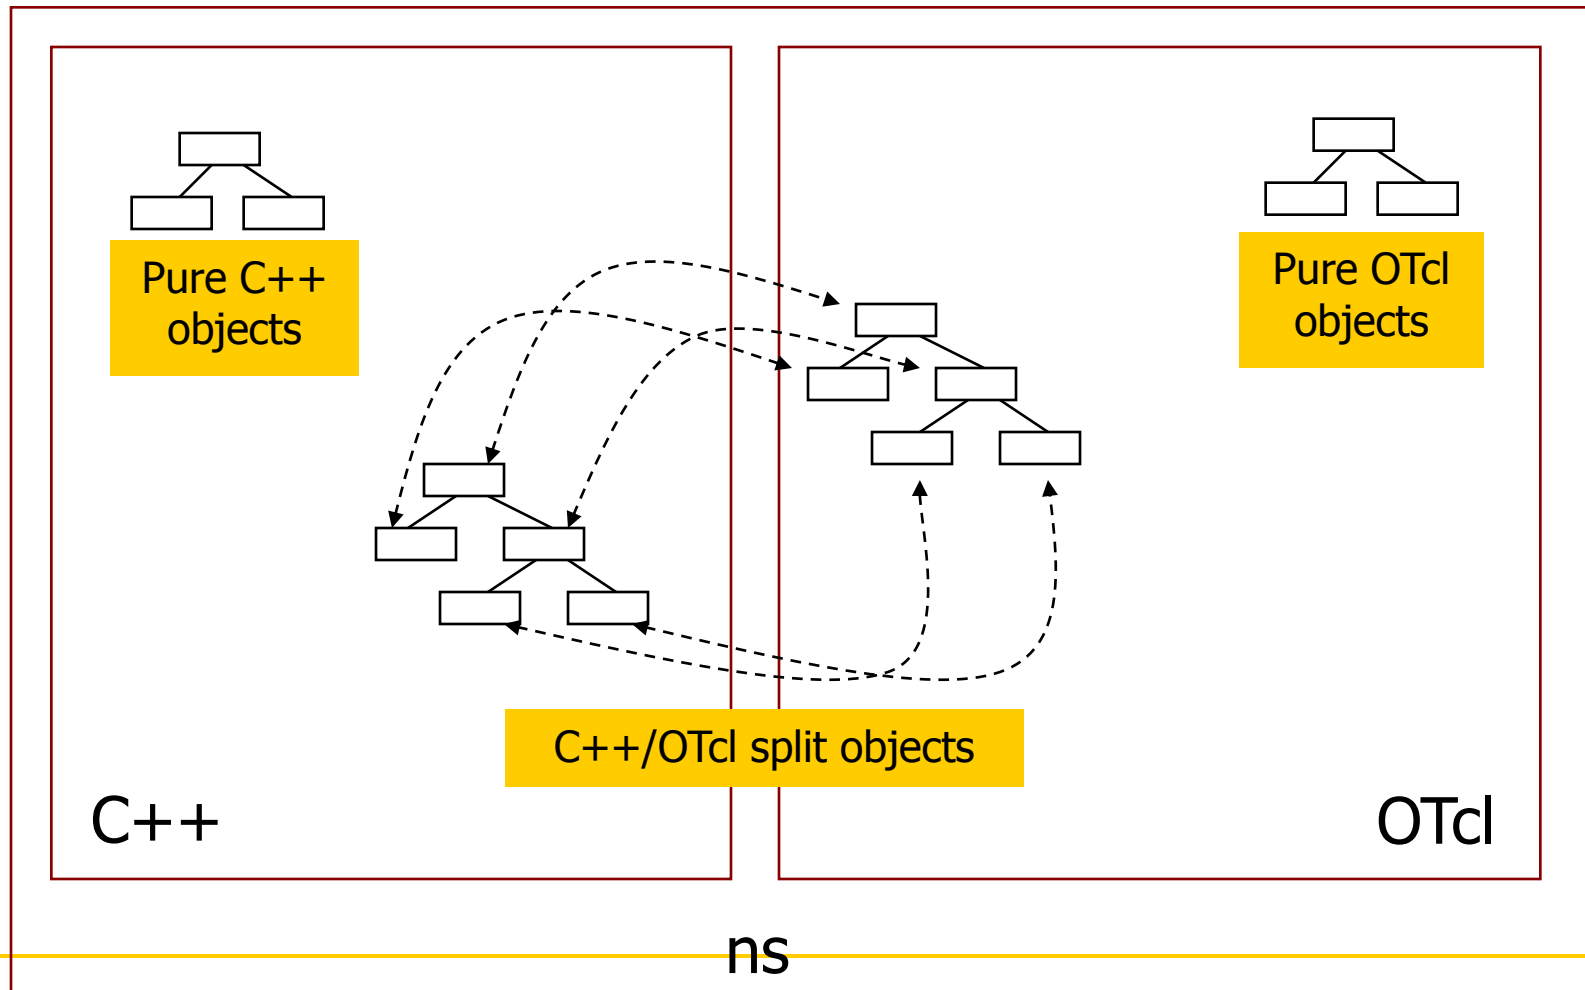 Pure C++
objects
Pure OTcl
objects
C++/OTcl split objects
C++
OTcl
ns